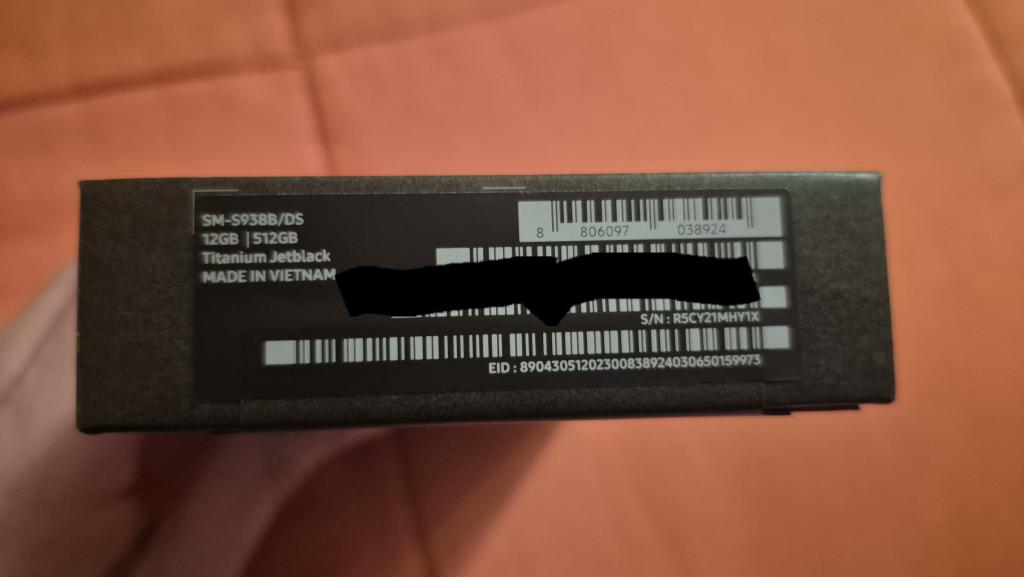 SM-S938B/DS
12GB | 512GB
Titanium Jetblack
MADE IN VIETNAM
8 806097 038924
S/N : R5CY21MHY1X
EID : 89043051202300838924030650159973